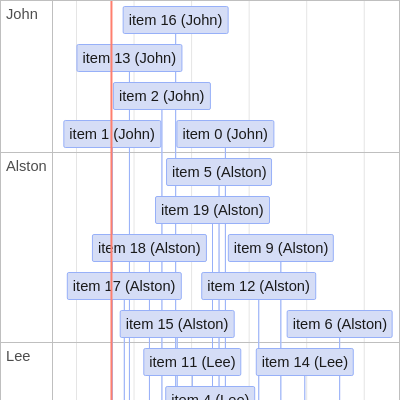 John
item 16 (John)
item 13 (John)
item 2 (John)
item 1 (John)
item 0 (John)
Alston
item 5 (Alston)
item 19 (Alston)
item 18 (Alston)
item 9 (Alston)
item 17 (Alston)
item 12 (Alston)
item 15 (Alston)
item 6 (Alston)
Lee
item 11 (Lee)
item 14 (Lee)
item 4 (Lee)